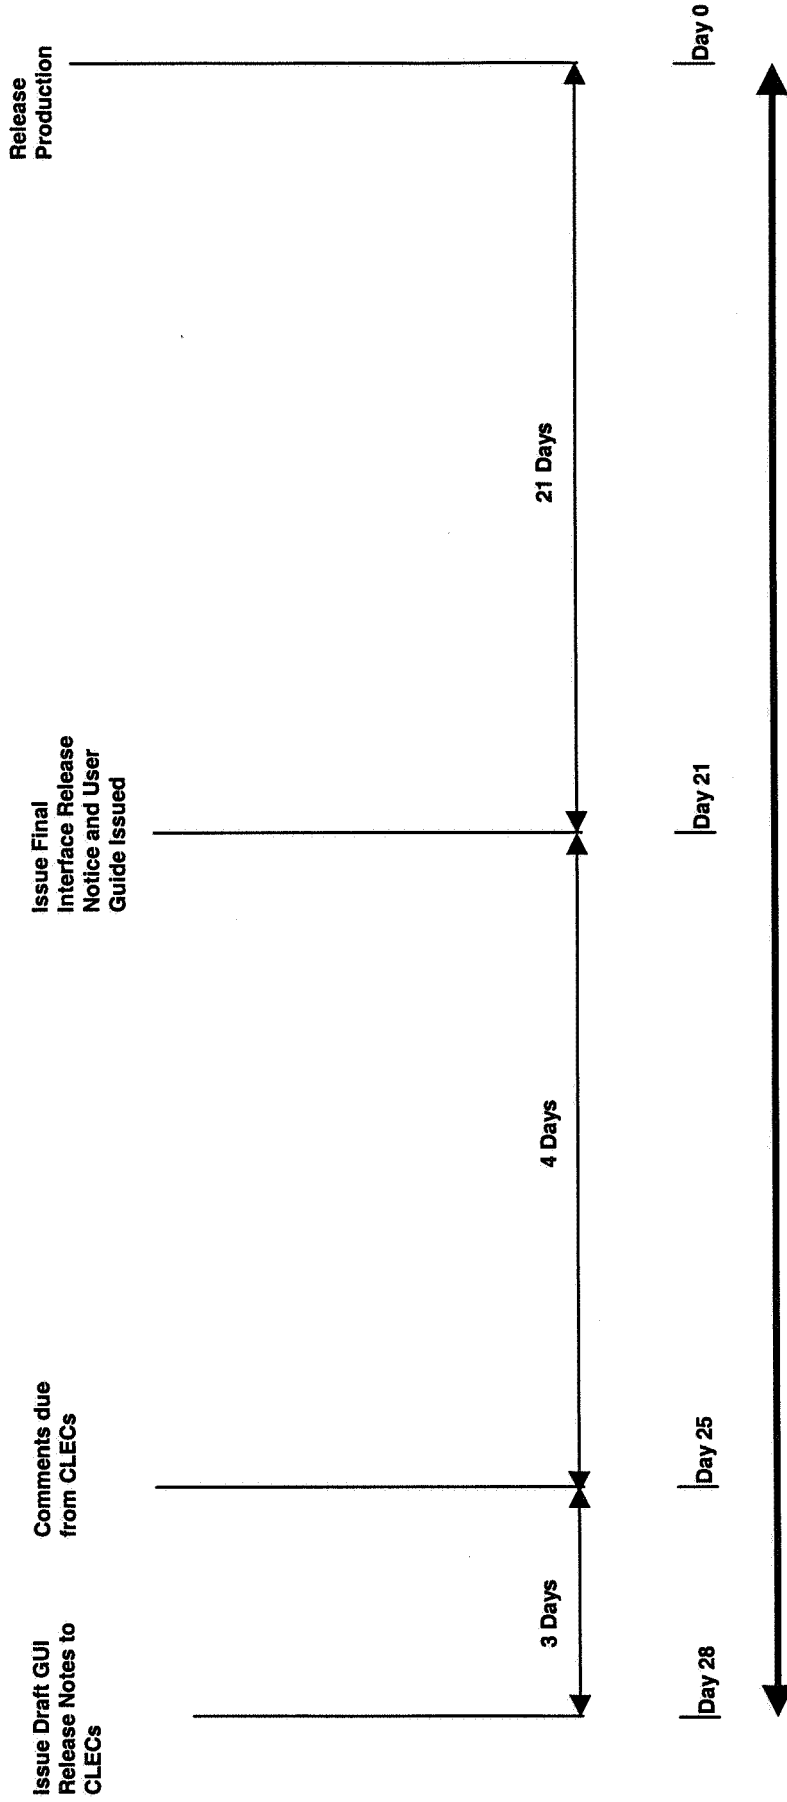 Issue Draft GUI
Release Notes to
CLECs
Comments due
from CLECs
Issue Final
Interface Release
Notice and User
Guide Issued
Release
Production
3 Days
4 Days
21 Days
Day 28
Day 25
Day 21
Day 0